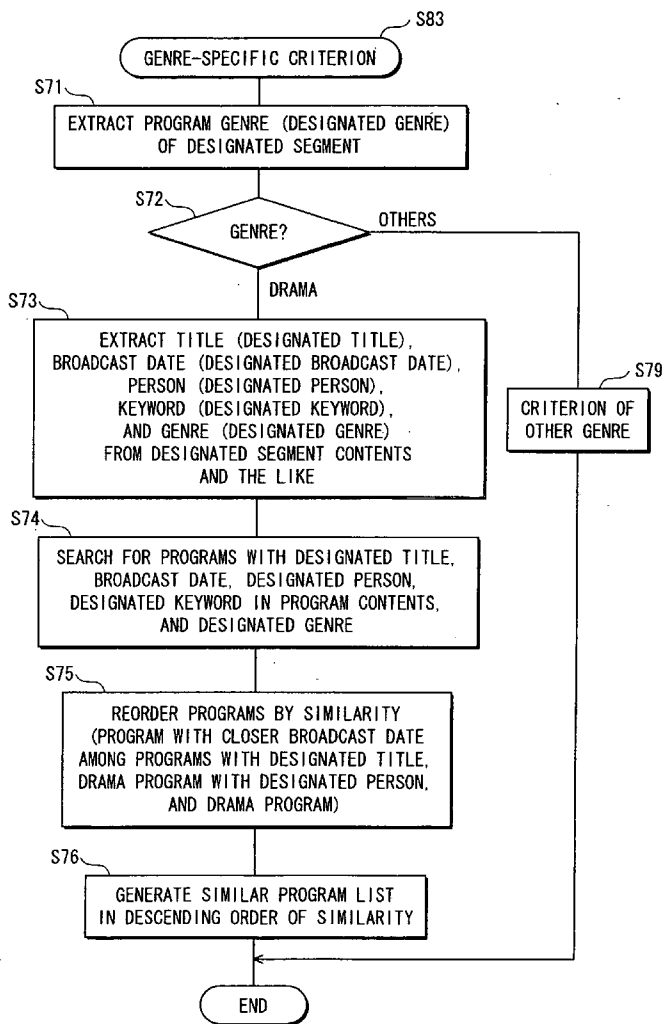 S83
GENRE-SPECIFIC CRITERION
S71
EXTRACT PROGRAM GENRE (DESIGNATED GENRE)
OF DESIGNATED SEGMENT
S72
GENRE?
OTHERS
DRAMA
S73
EXTRACT TITLE (DESIGNATED TITLE),
BROADCAST DATE (DESIGNATED BROADCAST DATE),
PERSON (DESIGNATED PERSON),
KEYWORD (DESIGNATED KEYWORD),
AND GENRE (DESIGNATED GENRE)
FROM DESIGNATED SEGMENT CONTENTS
AND THE LIKE
S79
CRITERION OF
OTHER GENRE
S74
SEARCH FOR PROGRAMS WITH DESIGNATED TITLE,
BROADCAST DATE, DESIGNATED PERSON,
DESIGNATED KEYWORD IN PROGRAM CONTENTS,
AND DESIGNATED GENRE
S75
REORDER PROGRAMS BY SIMILARITY
(PROGRAM WITH CLOSER BROADCAST DATE
AMONG PROGRAMS WITH DESIGNATED TITLE,
DRAMA PROGRAM WITH DESIGNATED PERSON,
AND DRAMA PROGRAM)
S76
GENERATE SIMILAR PROGRAM LIST
IN DESCENDING ORDER OF SIMILARITY
END